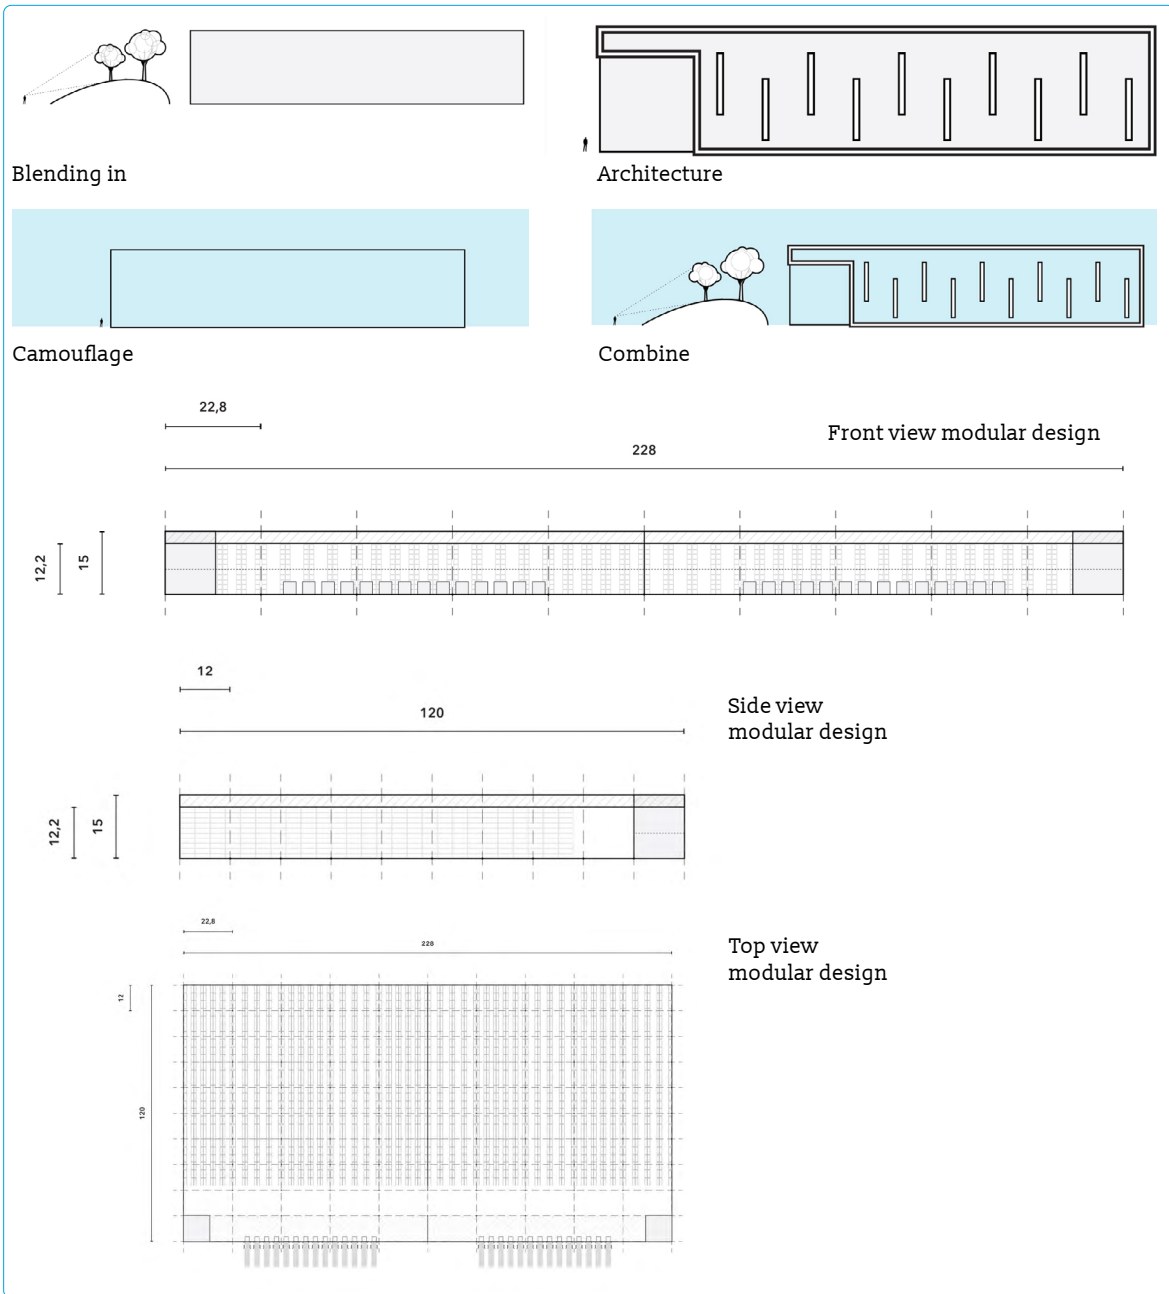 Blending in
Architecture
Camouflage
Combine
22,8
Front view modular design
228
12,2
15
12
Side view
modular design
120
12,2
15
22,8
Top view
modular design
228
12
120